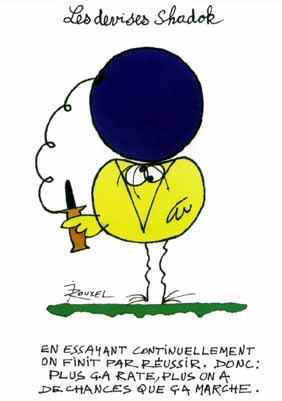 Les devises Shadok
J. ROUXEL
EN ESSAYANT CONTINUELLEMENT
ON FINIT PAR RÉUSSIR. DONC:
PLUS ÇA RATE, PLUS ON A
DE CHANCES QUE ÇA MARCHE.